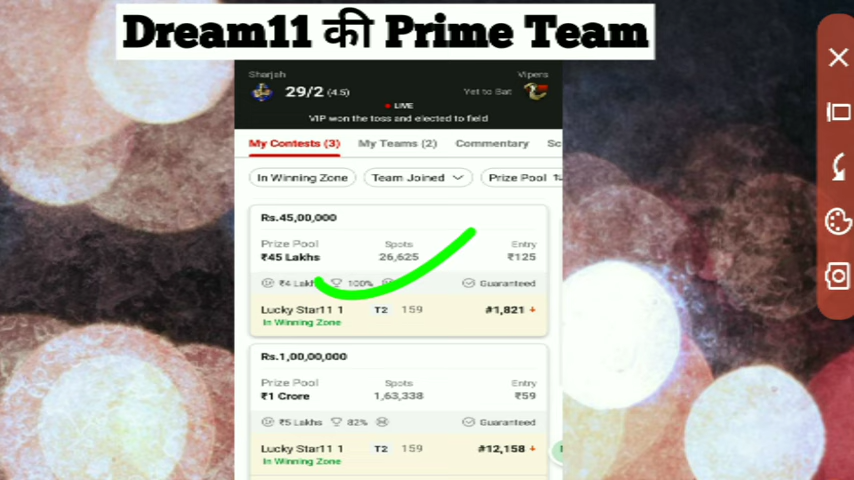 Dream11 की Prime Team
Sharjah Vipers
29/2 (4.5) Yet to Bat
LIVE
VIP won the toss and elected to field
My Contests (3) My Teams (2) Commentary Sc
In Winning Zone Team Joined Prize Pool
Rs.45,00,000
Prize Pool Spots Entry
₹45 Lakhs 26,625 ₹125
₹4 Lakh 100% Guaranteed
Lucky Star11 1 T2 159 #1,821
In Winning Zone
Rs.1,00,00,000
Prize Pool Spots Entry
₹1 Crore 1,63,338 ₹59
₹5 Lakhs 82% Guaranteed
Lucky Star11 1 T2 159 #12,158
In Winning Zone